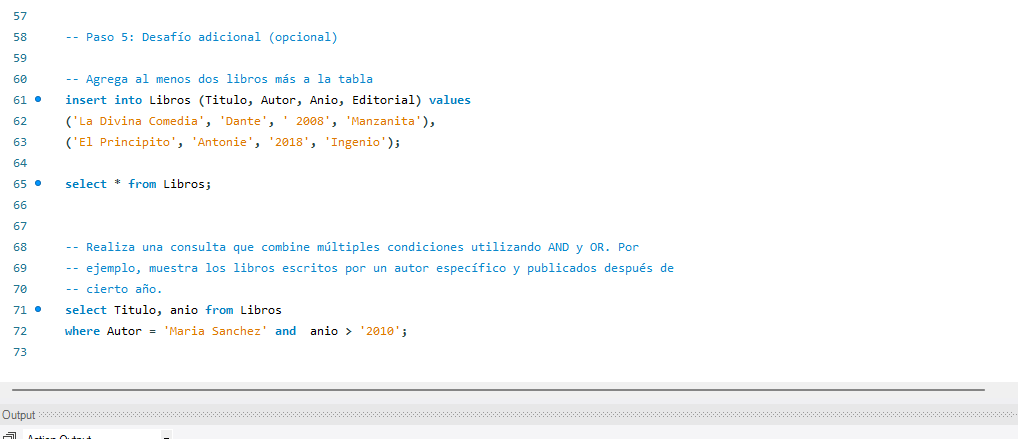 57
58 -- Paso 5: Desafío adicional (opcional)
59
60 -- Agrega al menos dos libros más a la tabla
61 insert into Libros (Titulo, Autor, Anio, Editorial) values
62 ('La Divina Comedia', 'Dante', ' 2008', 'Manzanita'),
63 ('El Principito', 'Antonie', '2018', 'Ingenio');
64
65 select * from Libros;
66
67
68 -- Realiza una consulta que combine múltiples condiciones utilizando AND y OR. Por
69 -- ejemplo, muestra los libros escritos por un autor específico y publicados después de
70 -- cierto año.
71 select Titulo, anio from Libros
72 where Autor = 'Maria Sanchez' and  anio > '2010';
73
Output
Action Output